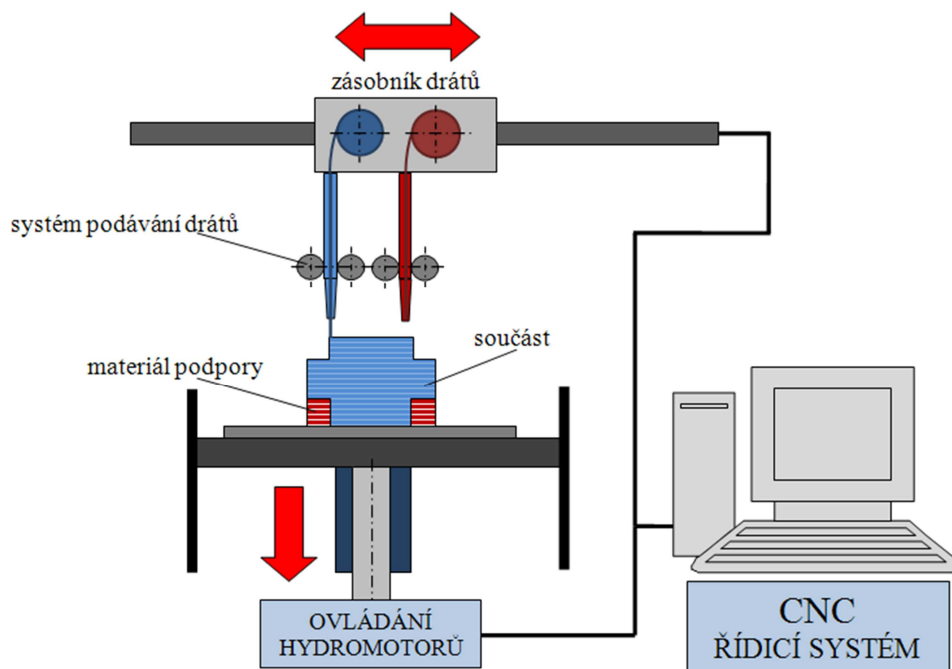 zásobník drátů
systém podávání drátů
součást
materiál podpory
OVLÁDÁNÍ
HYDROMOTORŮ
CNC
ŘÍDICÍ SYSTÉM